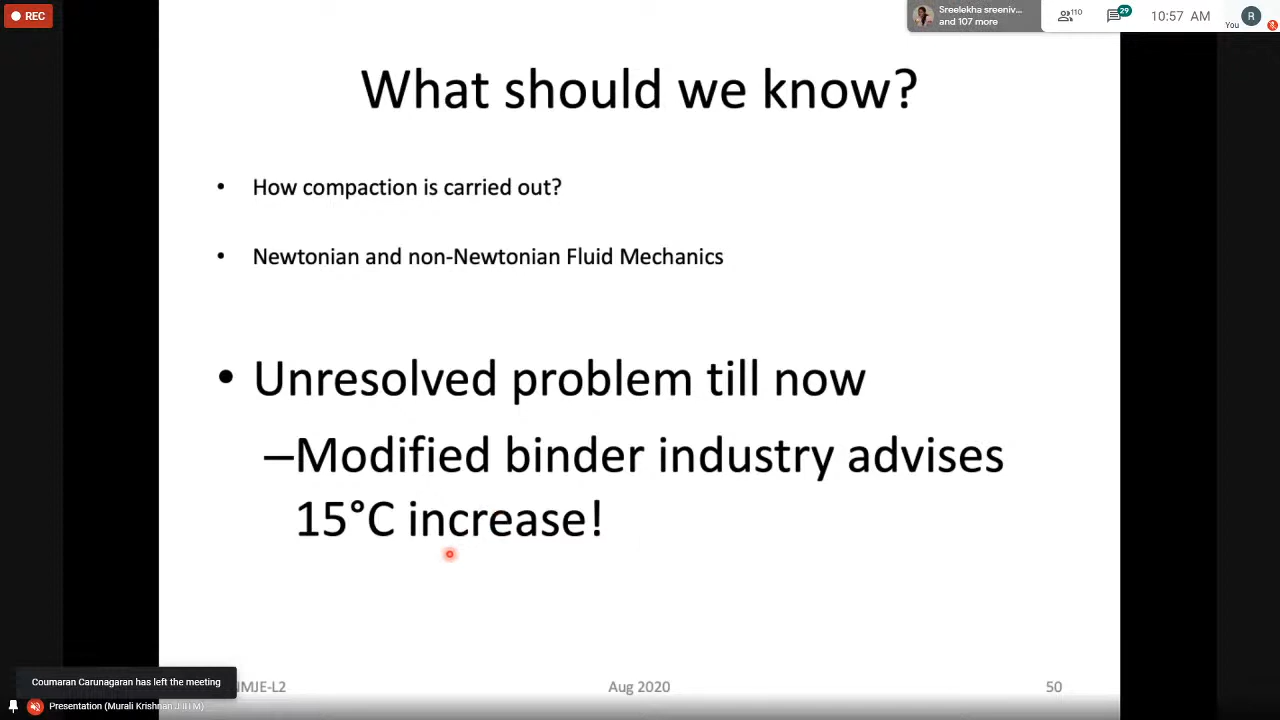 REC
Sreelekha sreeniv...
and 107 more
110
29
10:57 AM
You
R
What should we know?
• How compaction is carried out?
• Newtonian and non-Newtonian Fluid Mechanics
• Unresolved problem till now
–Modified binder industry advises
15°C increase!
Coumaran Carunagaran has left the meeting
MJE-L2
Aug 2020
50
Presentation (Murali Krishnan